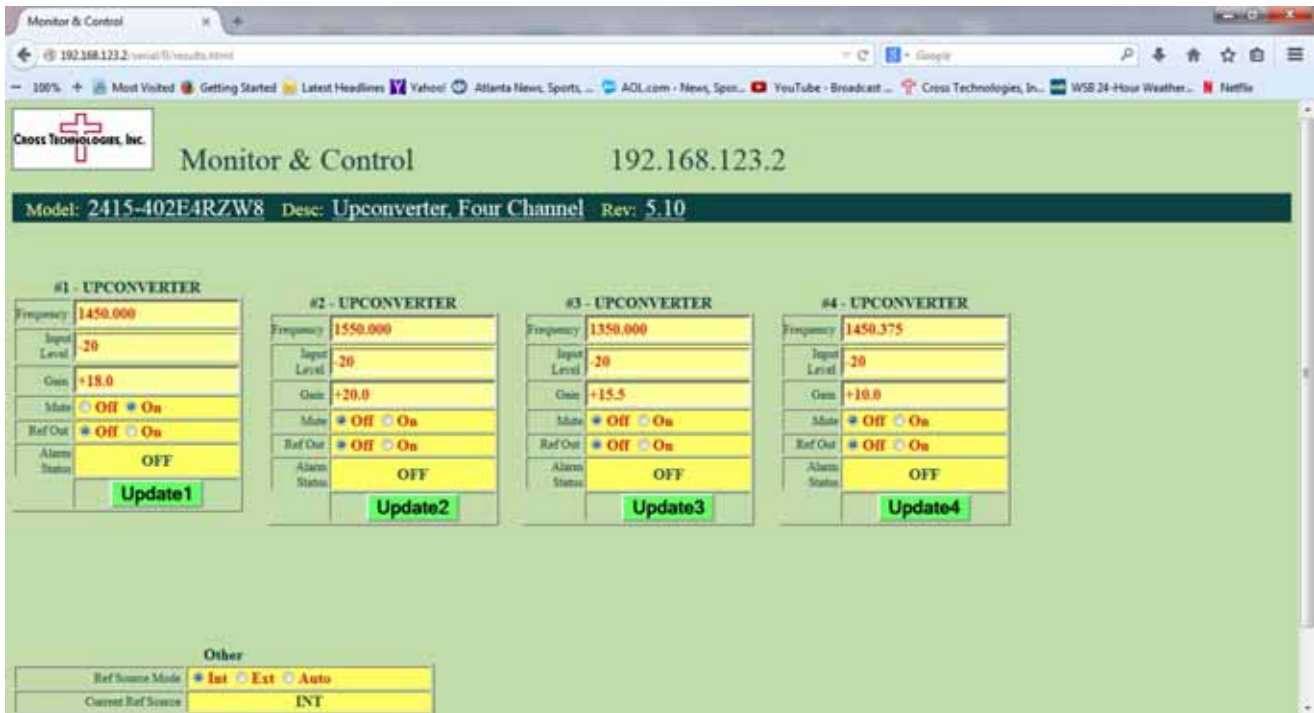 Monitor & Control
192.168.123.2/serial/0/results.html
Google
100% Most Visited Getting Started Latest Headlines Yahoo! Atlanta News, Sports, ... AOL.com - News, Spor... YouTube - Broadcast ... Cross Technologies, In... WSB 24-Hour Weather... Netflix
CROSS TECHNOLOGIES, INC.
Monitor & Control 192.168.123.2
Model: 2415-402E4RZW8 Desc: Upconverter, Four Channel Rev: 5.10
#1 - UPCONVERTER
Frequency 1450.000
Input Level -20
Gain +18.0
Mute Off On
Ref Out Off On
Alarm Status OFF
Update1
#2 - UPCONVERTER
Frequency 1550.000
Input Level -20
Gain +20.0
Mute Off On
Ref Out Off On
Alarm Status OFF
Update2
#3 - UPCONVERTER
Frequency 1350.000
Input Level -20
Gain +15.5
Mute Off On
Ref Out Off On
Alarm Status OFF
Update3
#4 - UPCONVERTER
Frequency 1450.375
Input Level -20
Gain +10.0
Mute Off On
Ref Out Off On
Alarm Status OFF
Update4
Other
Ref Source Mode Int Ext Auto
Current Ref Source INT